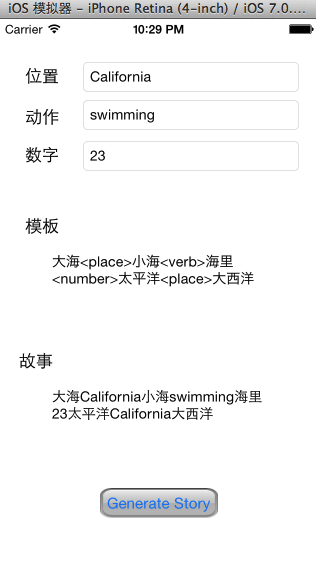 iOS 模拟器 - iPhone Retina (4-inch) / iOS 7.0....
Carrier 10:29 PM
位置 California
动作 swimming
数字 23
模板
大海<place>小海<verb>海里
<number>太平洋<place>大西洋
故事
大海California小海swimming海里
23太平洋California大西洋
Generate Story